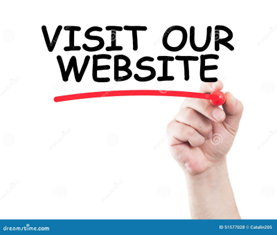 VISIT OUR
WEBSITE
dreamstime.com
ID 51577028 © Catalin205